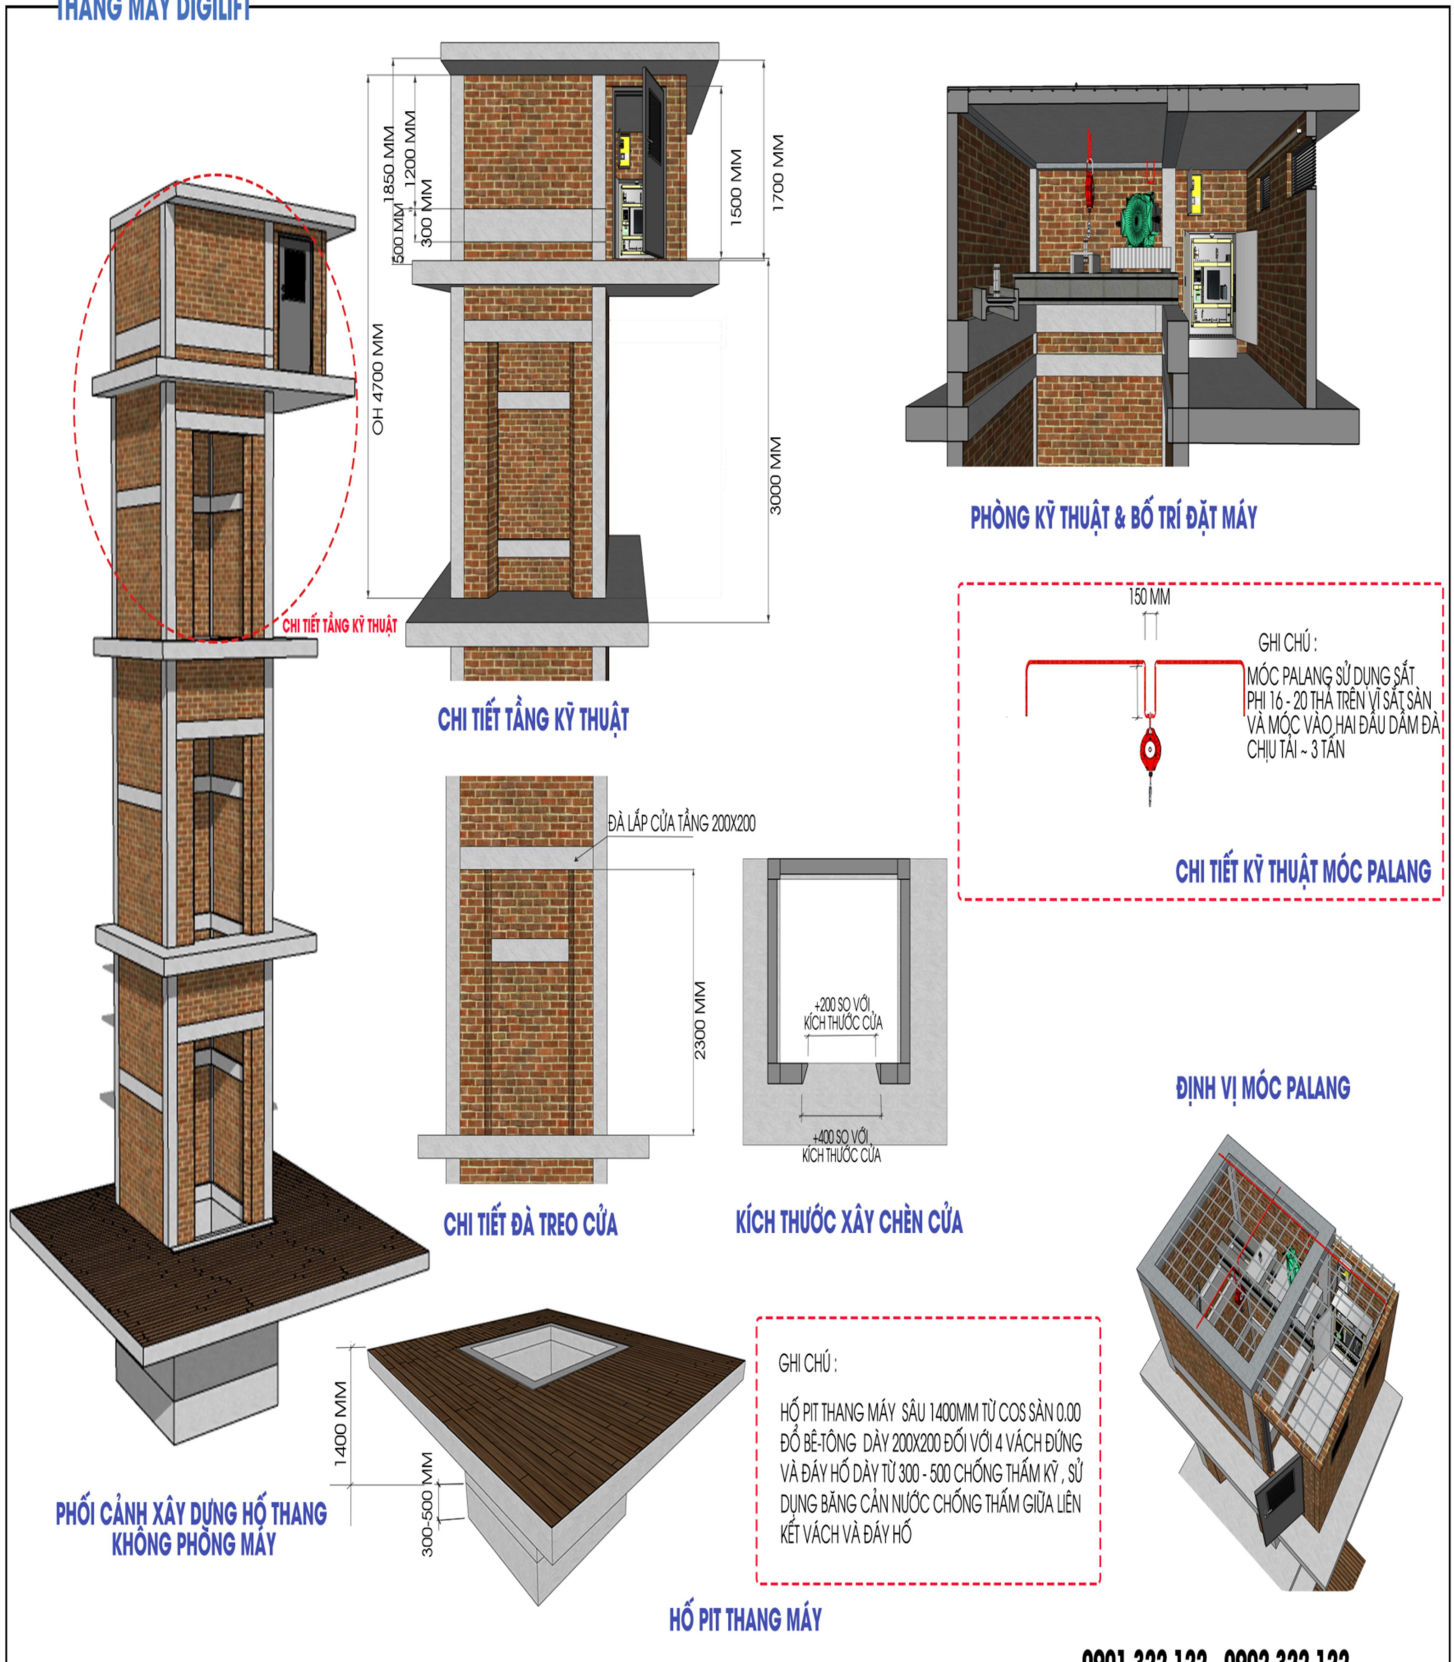 THANG MÁY DIGILIFT
1850 MM
1200 MM
500 MM
300 MM
1500 MM
1700 MM
OH 4700 MM
3000 MM
CHI TIẾT TẦNG KỸ THUẬT
CHI TIẾT TẦNG KỸ THUẬT
PHÒNG KỸ THUẬT & BỐ TRÍ ĐẶT MÁY
150 MM
GHI CHÚ :
MÓC PALANG SỬ DỤNG SẮT
PHI 16 - 20 THẢ TRÊN VĨ SẮT SÀN
VÀ MÓC VÀO HAI ĐẦU DẦM ĐÀ
CHỊU TẢI ~ 3 TẤN
CHI TIẾT KỸ THUẬT MÓC PALANG
ĐÀ LẮP CỬA TẦNG 200X200
2300 MM
CHI TIẾT ĐÀ TREO CỬA
+200 SO VỚI
KÍCH THƯỚC CỬA
+400 SO VỚI
KÍCH THƯỚC CỬA
KÍCH THƯỚC XÂY CHÈN CỬA
ĐỊNH VỊ MÓC PALANG
PHỐI CẢNH XÂY DỰNG HỐ THANG
KHÔNG PHÒNG MÁY
1400 MM
300-500 MM
HỐ PIT THANG MÁY
GHI CHÚ :
HỐ PIT THANG MÁY SÂU 1400MM TỪ COS SÀN 0.00
ĐỔ BÊ-TÔNG DÀY 200X200 ĐỐI VỚI 4 VÁCH ĐỨNG
VÀ ĐÁY HỐ DÀY TỪ 300 - 500 CHỐNG THẤM KỸ , SỬ
DỤNG BĂNG CẢN NƯỚC CHỐNG THẤM GIỮA LIÊN
KẾT VÁCH VÀ ĐÁY HỐ
0901 322 122 - 0902 322 122